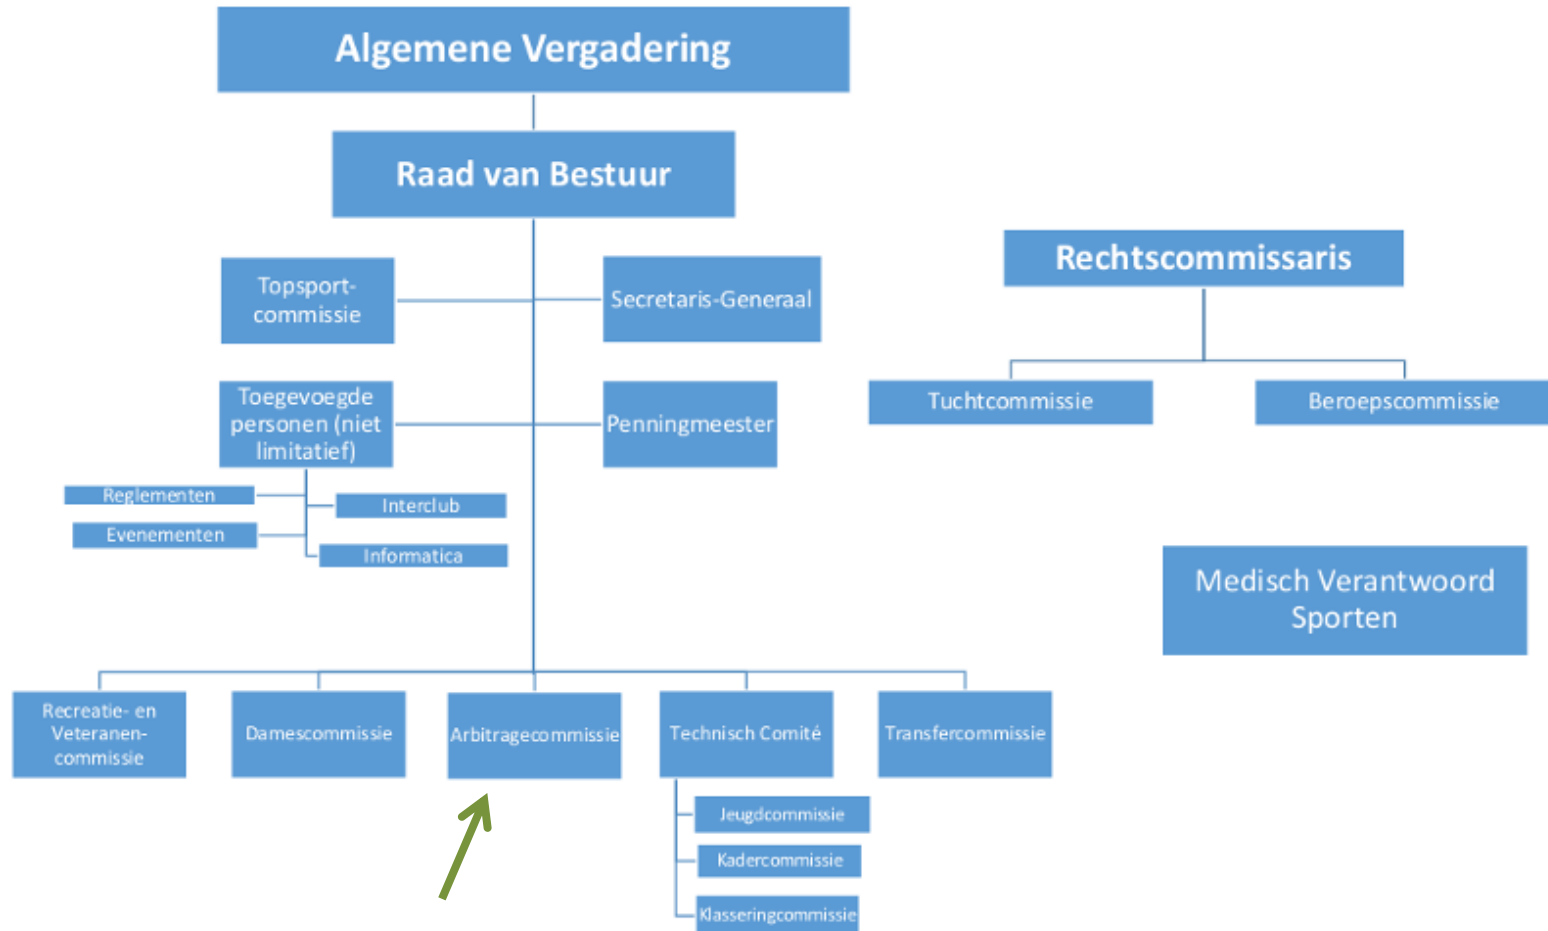 Algemene Vergadering
Raad van Bestuur
Topsport-
commissie
Secretaris-Generaal
Toegevoegde
personen (niet
limitatief)
Penningmeester
Reglementen
Interclub
Evenementen
Informatica
Rechtscommissaris
Tuchtcommissie
Beroepscommissie
Medisch Verantwoord
Sporten
Recreatie- en
Veteranen-
commissie
Damescommissie
Arbitragecommissie
Technisch Comité
Transfercommissie
Jeugdcommissie
Kadercommissie
Klasseringcommissie